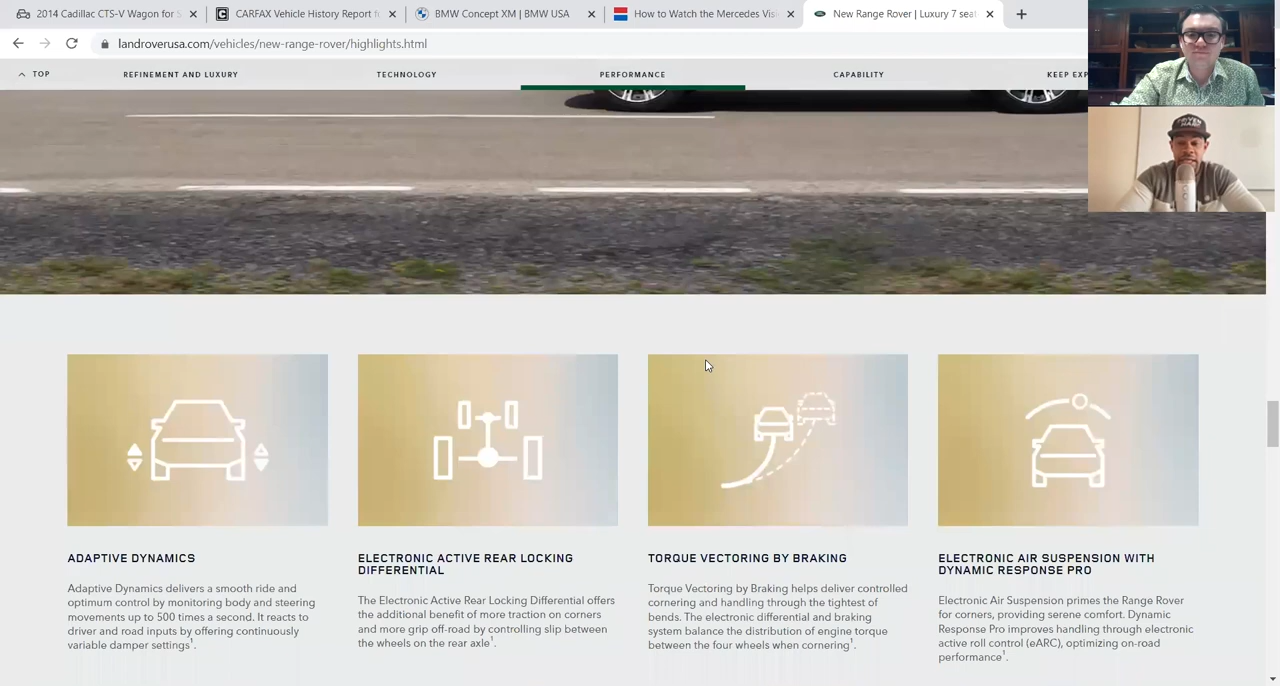 2014 Cadillac CTS-V Wagon for S
CARFAX Vehicle History Report f
BMW Concept XM | BMW USA
How to Watch the Mercedes Visi
New Range Rover | Luxury 7 seat
landroverusa.com/vehicles/new-range-rover/highlights.html
TOP
REFINEMENT AND LUXURY
TECHNOLOGY
PERFORMANCE
CAPABILITY
KEEP EXP
ADAPTIVE DYNAMICS
Adaptive Dynamics delivers a smooth ride and
optimum control by monitoring body and steering
movements up to 500 times a second. It reacts to
driver and road inputs by offering continuously
variable damper settings¹.
ELECTRONIC ACTIVE REAR LOCKING
DIFFERENTIAL
The Electronic Active Rear Locking Differential offers
the additional benefit of more traction on corners
and more grip off-road by controlling slip between
the wheels on the rear axle¹.
TORQUE VECTORING BY BRAKING
Torque Vectoring by Braking helps deliver controlled
cornering and handling through the tightest of
bends. The electronic differential and braking
system balance the distribution of engine torque
between the four wheels when cornering¹.
ELECTRONIC AIR SUSPENSION WITH
DYNAMIC RESPONSE PRO
Electronic Air Suspension primes the Range Rover
for corners, providing serene comfort. Dynamic
Response Pro improves handling through electronic
active roll control (eARC), optimizing on-road
performance¹.